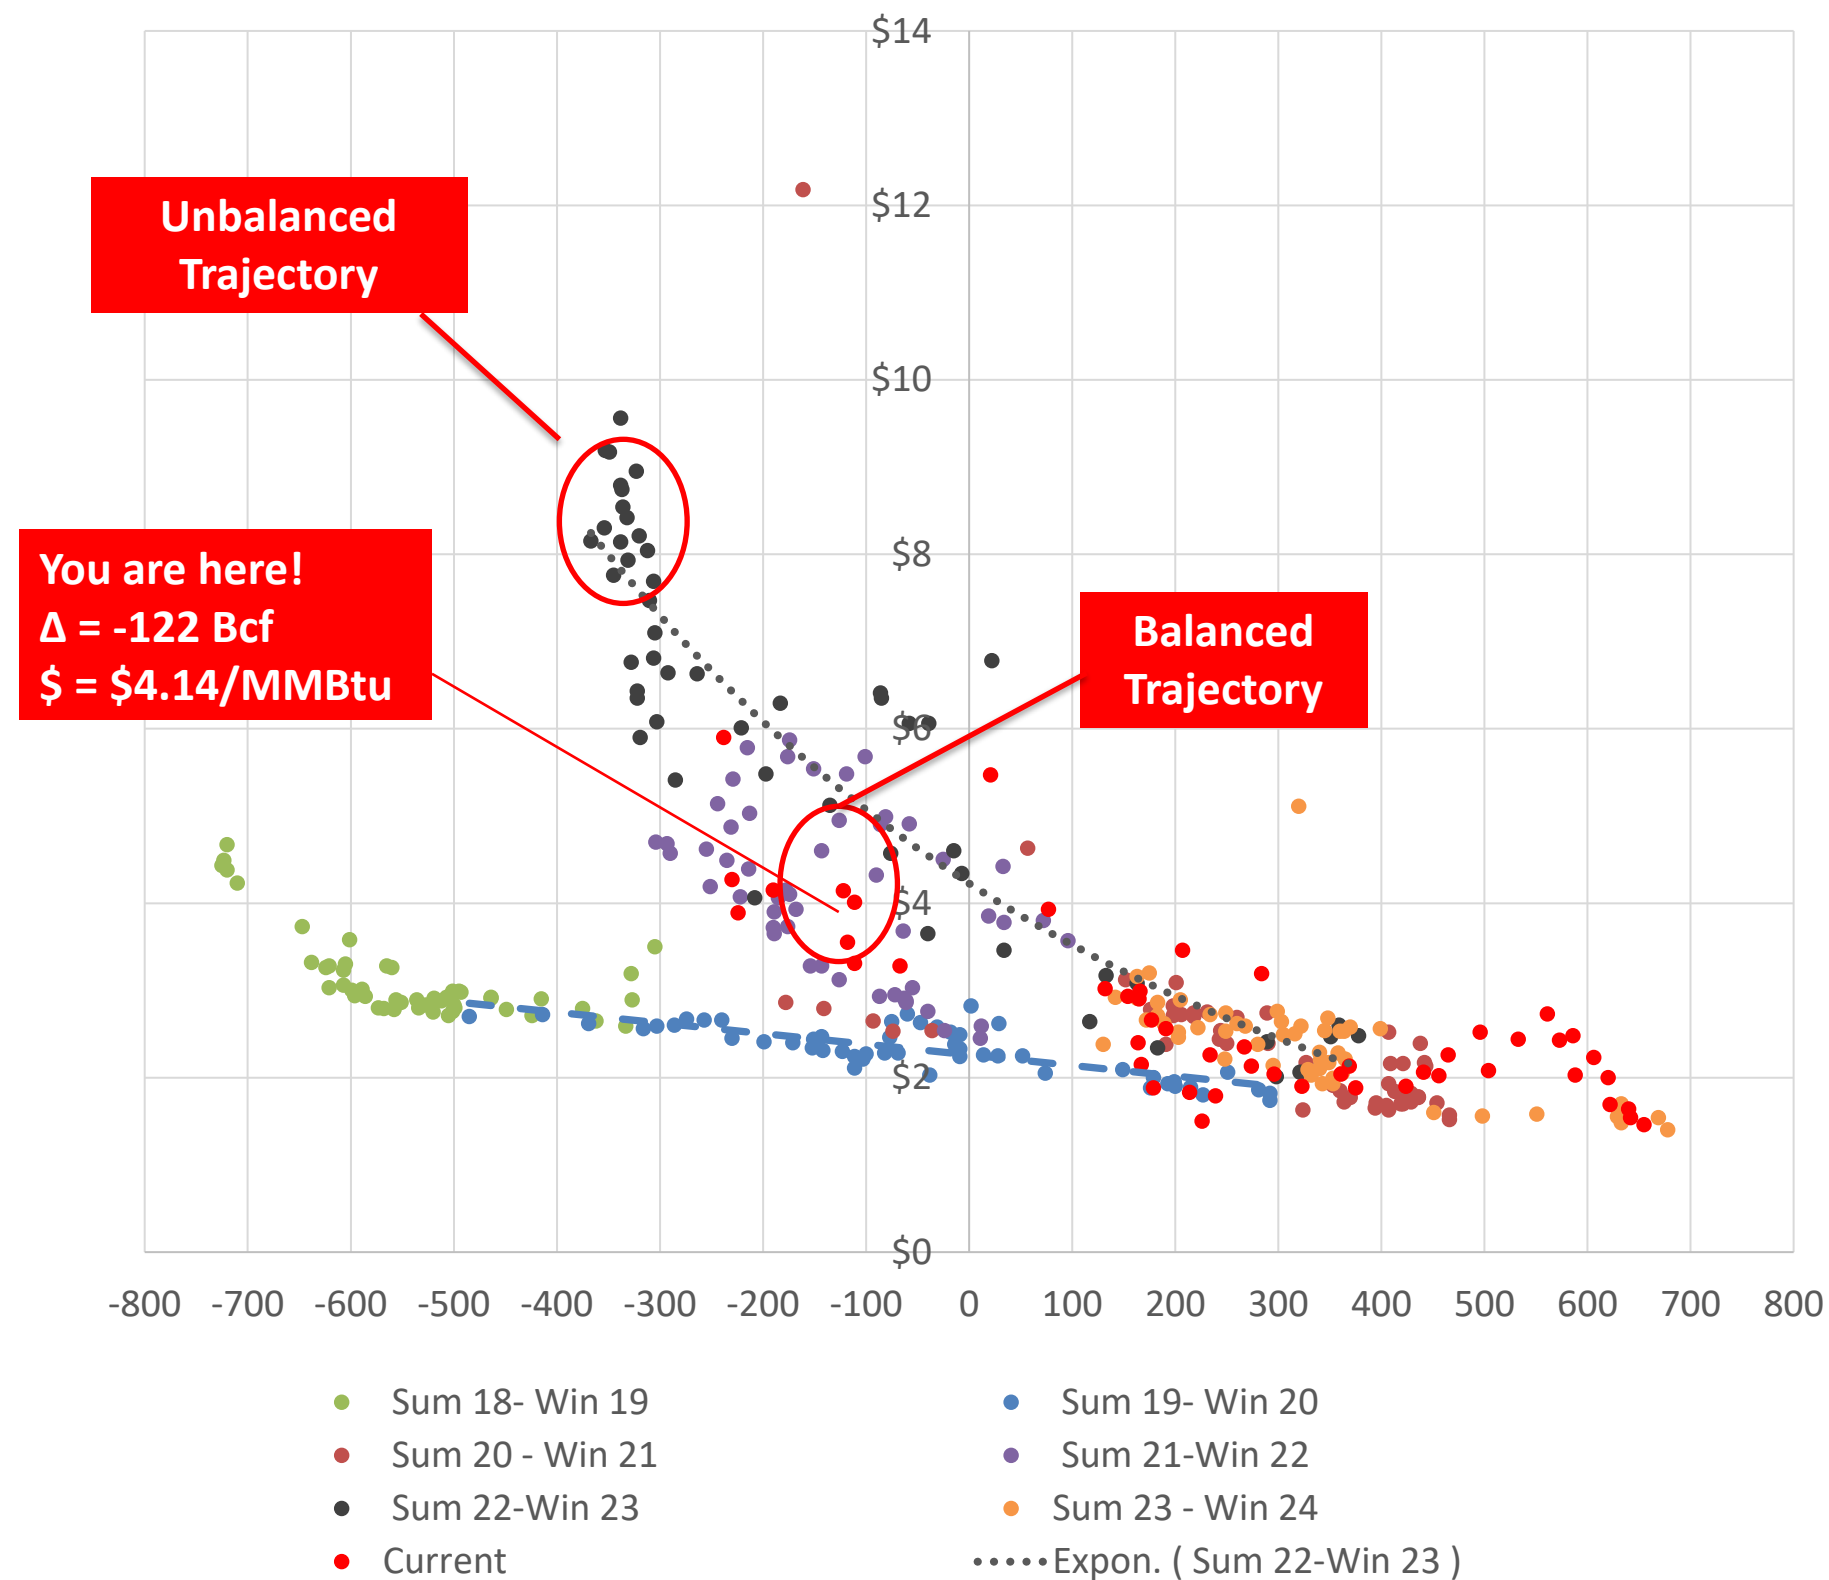 $14
$12
$10
$8
$6
$4
$2
$0
Unbalanced
Trajectory
You are here!
Δ = -122 Bcf
$ = $4.14/MMBtu
Balanced
Trajectory
-800 -700 -600 -500 -400 -300 -200 -100 0 100 200 300 400 500 600 700 800
Sum 18- Win 19
Sum 19- Win 20
Sum 20 - Win 21
Sum 21-Win 22
Sum 22-Win 23
Sum 23 - Win 24
Current
Expon. ( Sum 22-Win 23 )